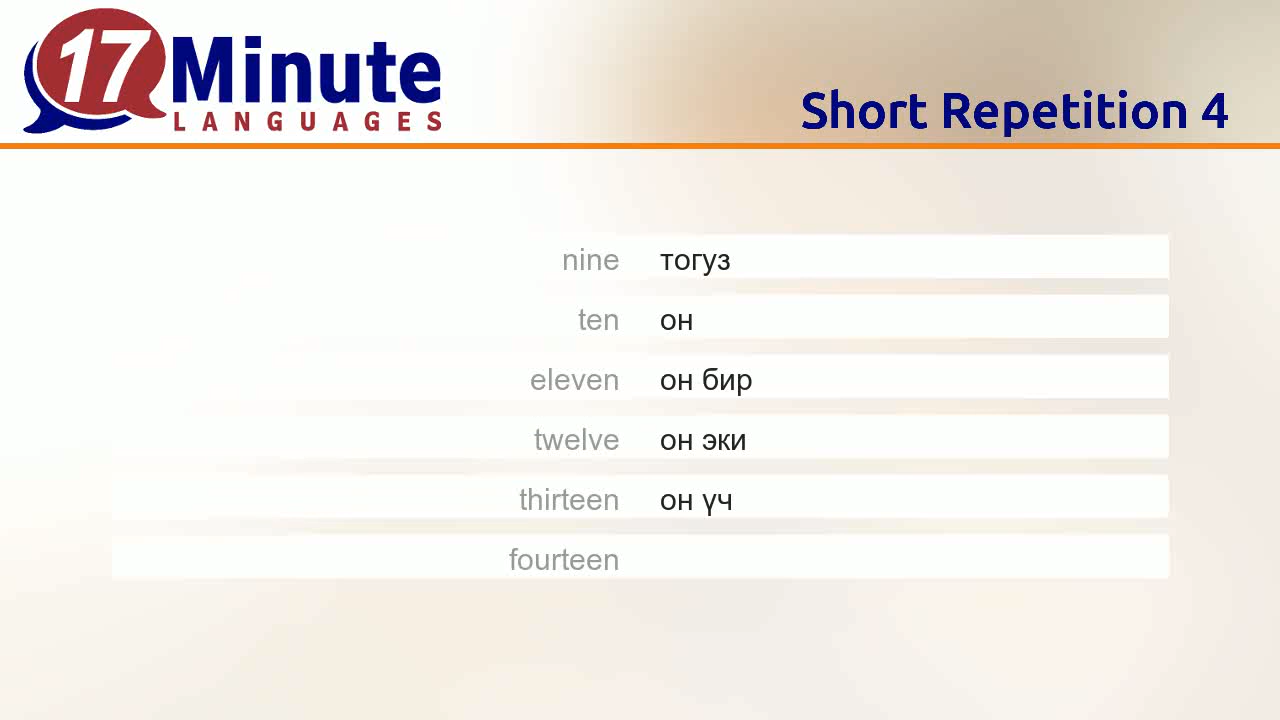 17 Minute
LANGUAGES
Short Repetition 4
nine тогуз
ten он
eleven он бир
twelve он эки
thirteen он үч
fourteen